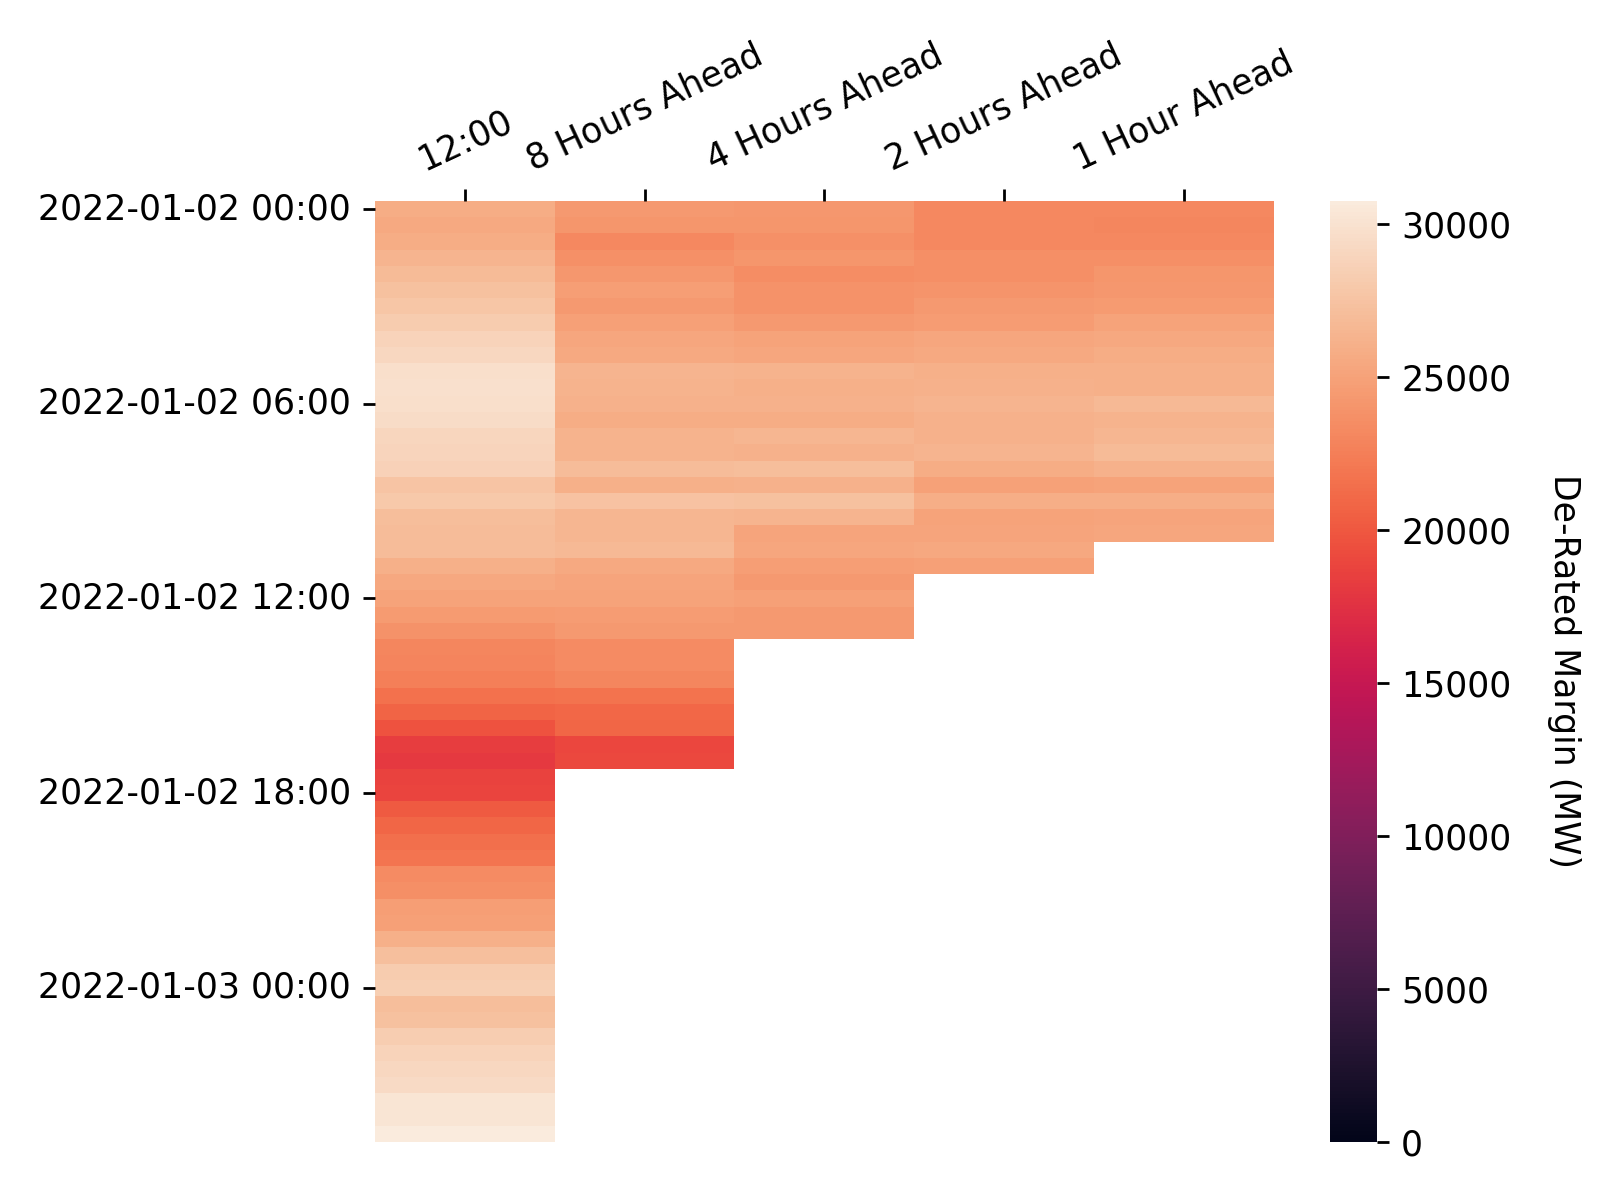 12:00
8 Hours Ahead
4 Hours Ahead
2 Hours Ahead
1 Hour Ahead
2022-01-02 00:00
2022-01-02 06:00
2022-01-02 12:00
2022-01-02 18:00
2022-01-03 00:00
30000
25000
20000
15000
10000
5000
0
De-Rated Margin (MW)